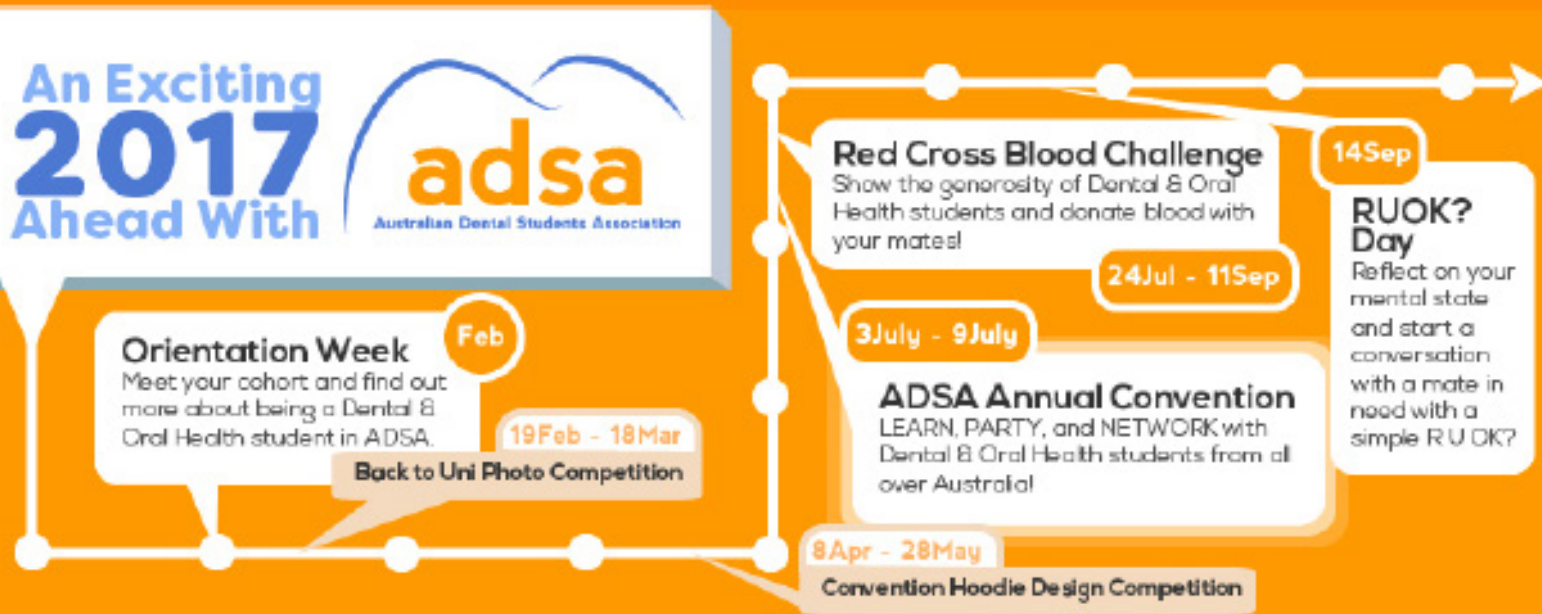 An Exciting
2017
Ahead With
adsa
Australian Dental Students Association
Orientation Week
Feb
Meet your cohort and find out
more about being a Dental &
Oral Health student in ADSA.
19Feb - 18Mar
Back to Uni Photo Competition
8Apr - 28May
Convention Hoodie Design Competition
3July - 9July
ADSA Annual Convention
LEARN, PARTY, and NETWORK with
Dental & Oral Health students from all
over Australia!
Red Cross Blood Challenge
Show the generosity of Dental & Oral
Health students and donate blood with
your mates!
24Jul - 11Sep
14Sep
RUOK?
Day
Reflect on your
mental state
and start a
conversation
with a mate in
need with a
simple R U OK?